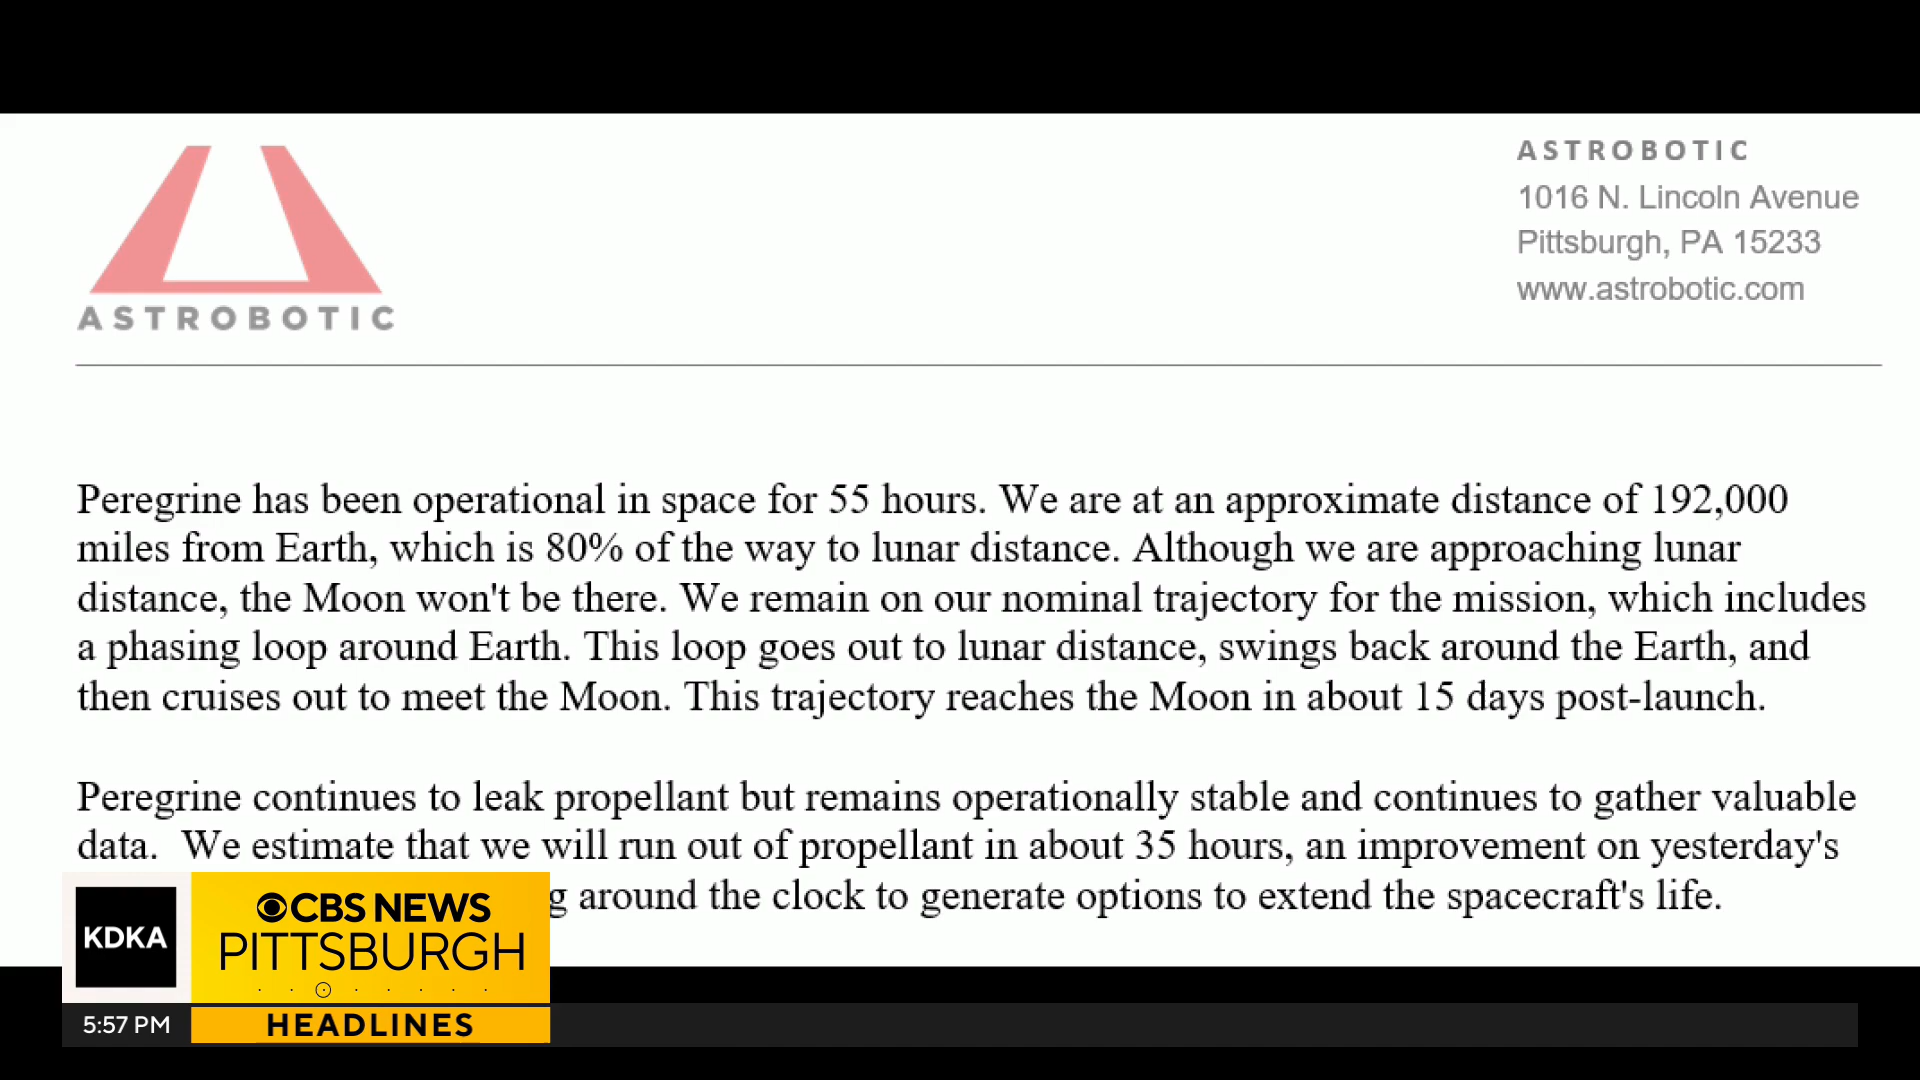 ASTROBOTIC
ASTROBOTIC
1016 N. Lincoln Avenue
Pittsburgh, PA 15233
www.astrobotic.com
Peregrine has been operational in space for 55 hours. We are at an approximate distance of 192,000
miles from Earth, which is 80% of the way to lunar distance. Although we are approaching lunar
distance, the Moon won't be there. We remain on our nominal trajectory for the mission, which includes
a phasing loop around Earth. This loop goes out to lunar distance, swings back around the Earth, and
then cruises out to meet the Moon. This trajectory reaches the Moon in about 15 days post-launch.
Peregrine continues to leak propellant but remains operationally stable and continues to gather valuable
data.  We estimate that we will run out of propellant in about 35 hours, an improvement on yesterday's
around the clock to generate options to extend the spacecraft's life.
KDKA
CBS NEWS
PITTSBURGH
5:57 PM
HEADLINES